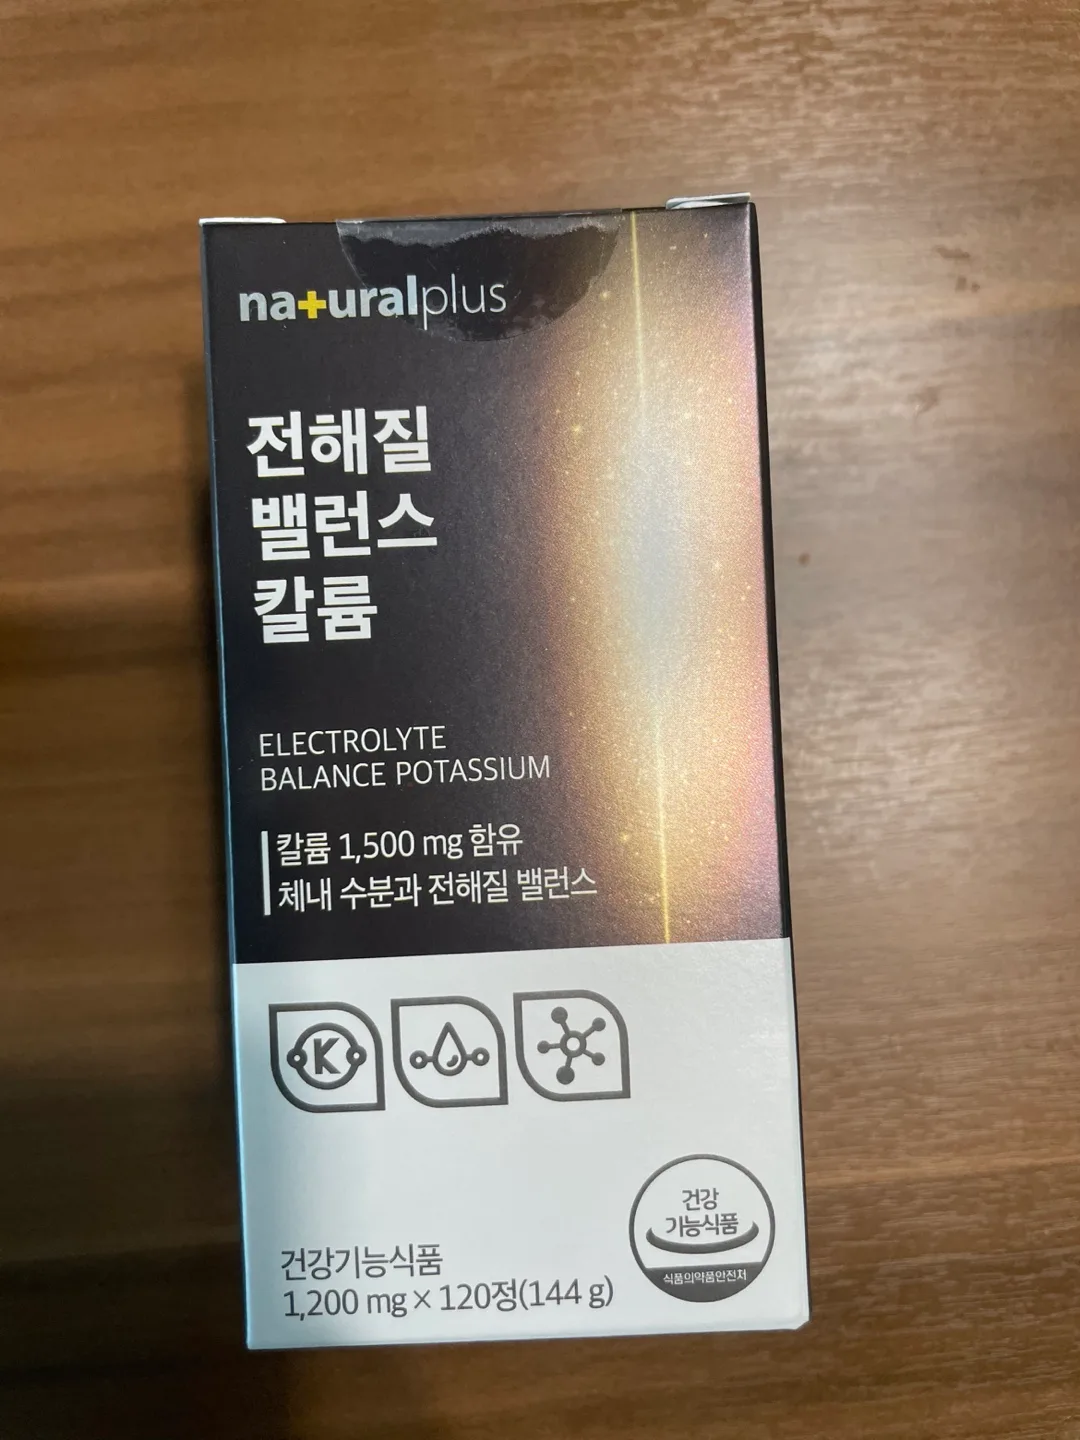 naturalplus
전해질
밸런스
칼륨
ELECTROLYTE
BALANCE POTASSIUM
칼륨 1,500 mg 함유
체내 수분과 전해질 밸런스
K
건강
기능식품
식품의약품안전처
건강기능식품
1,200 mg × 120정(144 g)